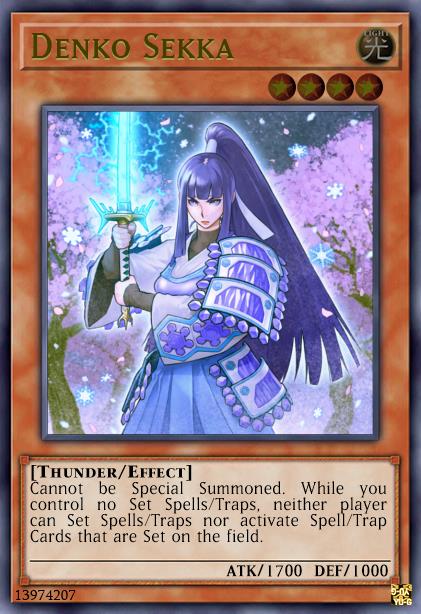 Denko Sekka
LIGHT
光
[Thunder/Effect]
Cannot be Special Summoned. While you
control no Set Spells/Traps, neither player
can Set Spells/Traps nor activate Spell/Trap
Cards that are Set on the field.
ATK/1700 DEF/1000
13974207